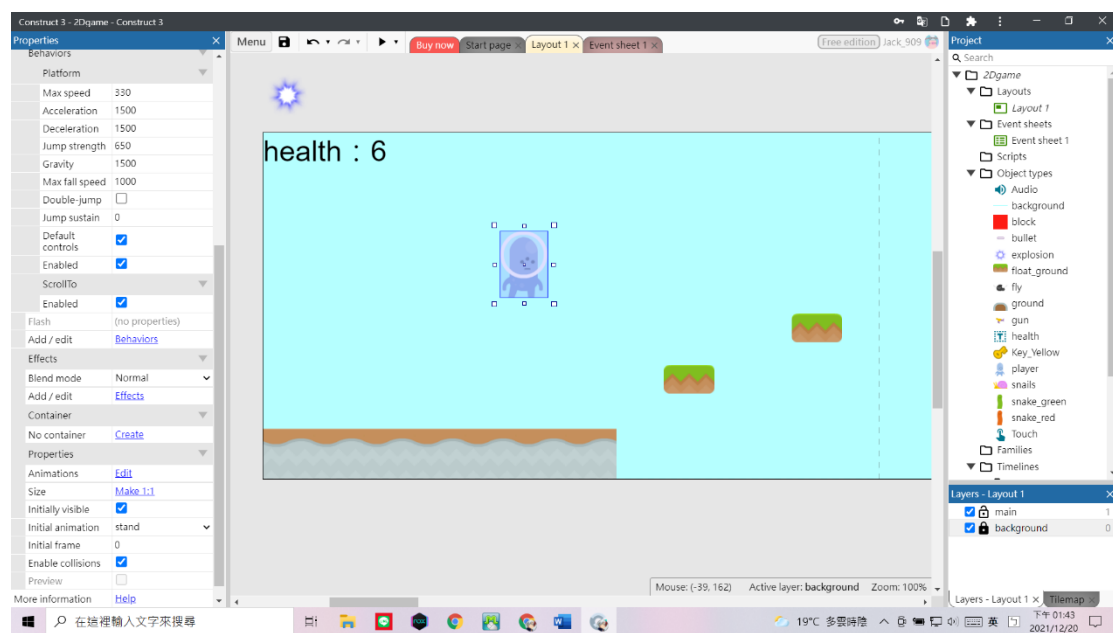 Construct 3 - 2Dgame - Construct 3
Properties
Menu
Buy now
Start page
Layout 1
Event sheet 1
Free edition
Jack_909
Project
Behaviors
Platform
Max speed 330
Acceleration 1500
Deceleration 1500
Jump strength 650
Gravity 1500
Max fall speed 1000
Double-jump
Jump sustain 0
Default
controls
Enabled
ScrollTo
Enabled
Flash (no properties)
Add / edit Behaviors
Effects
Blend mode Normal
Add / edit Effects
Container
No container Create
Properties
Animations Edit
Size Make 1:1
Initially visible
Initial animation stand
Initial frame 0
Enable collisions
Preview
More information Help
health：6
Mouse: (-39, 162) Active layer: background Zoom: 100%
Search
2Dgame
Layouts
Layout 1
Event sheets
Event sheet 1
Scripts
Object types
Audio
background
block
bullet
explosion
float_ground
fly
ground
gun
health
Key_Yellow
player
snails
snake_green
snake_red
Touch
Families
Timelines
Layers - Layout 1
main 1
background 0
Layers - Layout 1 Tilemap
在這裡輸入文字來搜尋
19°C 多雲時陰
英
下午 01:43
2021/12/20